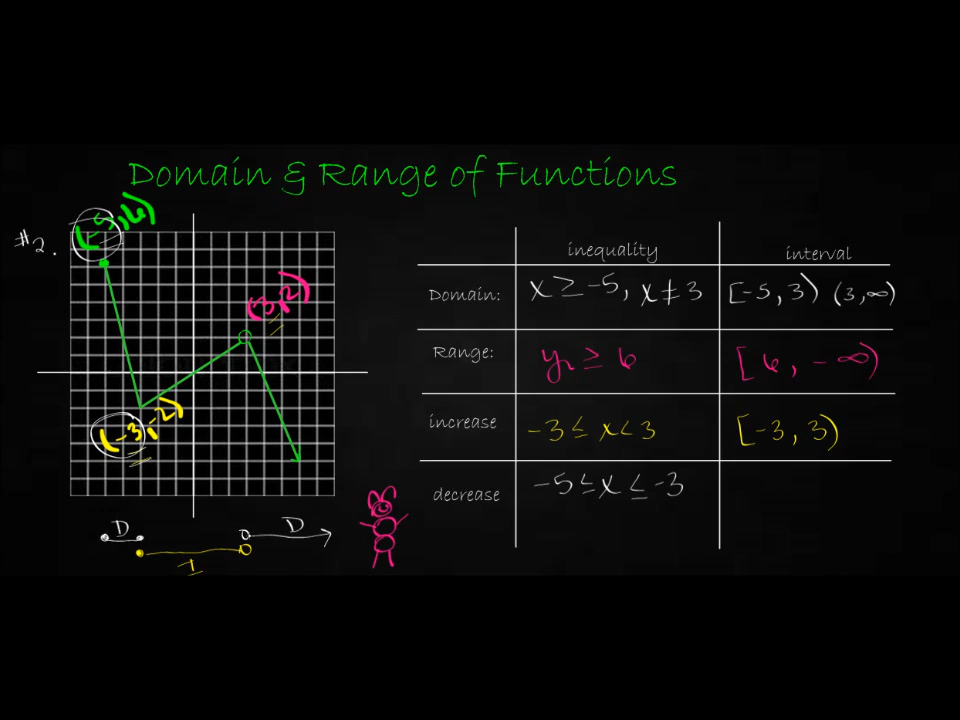 Domain & Range of Functions
#2.
(-5,6)
(3,2)
(-3,-2)
D
D
I
inequality interval
Domain: x ≥ -5, x ≠ 3 [-5, 3) (3, ∞)
Range: y ≥ 6 [6, -∞)
increase -3 ≤ x < 3 [-3, 3)
decrease -5 ≤ x ≤ -3